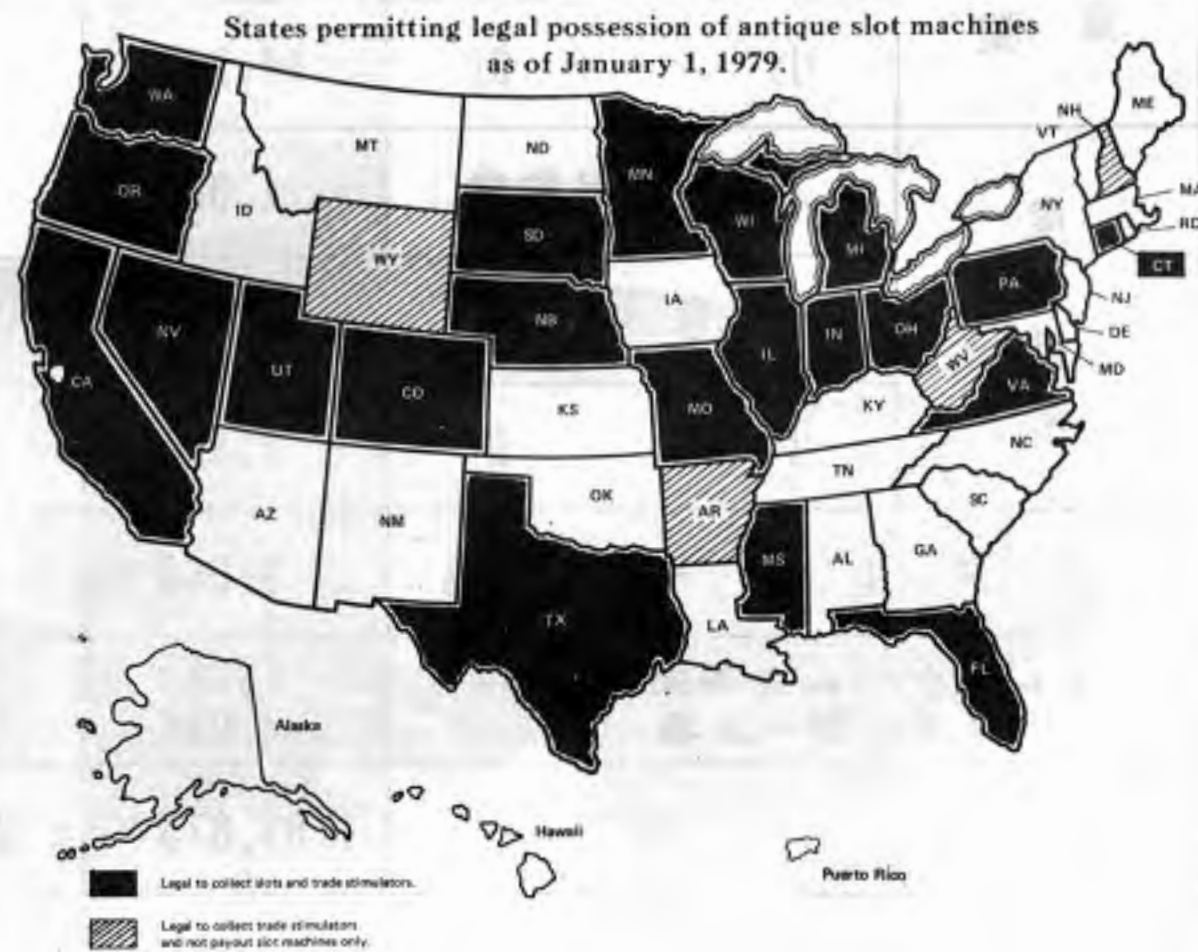 States permitting legal possession of antique slot machines
as of January 1, 1979.
WA
MT
ND
MN
NH
VT
ME
OR
ID
WY
SD
WI
MI
NY
MA
CT
NV
UT
CO
NB
IA
IL
IN
OH
PA
NJ
DE
MD
CA
KS
MO
KY
WV
VA
AZ
NM
OK
AR
TN
NC
SC
TX
LA
MS
AL
GA
FL
Alaska
Hawaii
Puerto Rico
Legal to collect slots and trade stimulators.
Legal to collect trade stimulators
and not payout slot machines only.